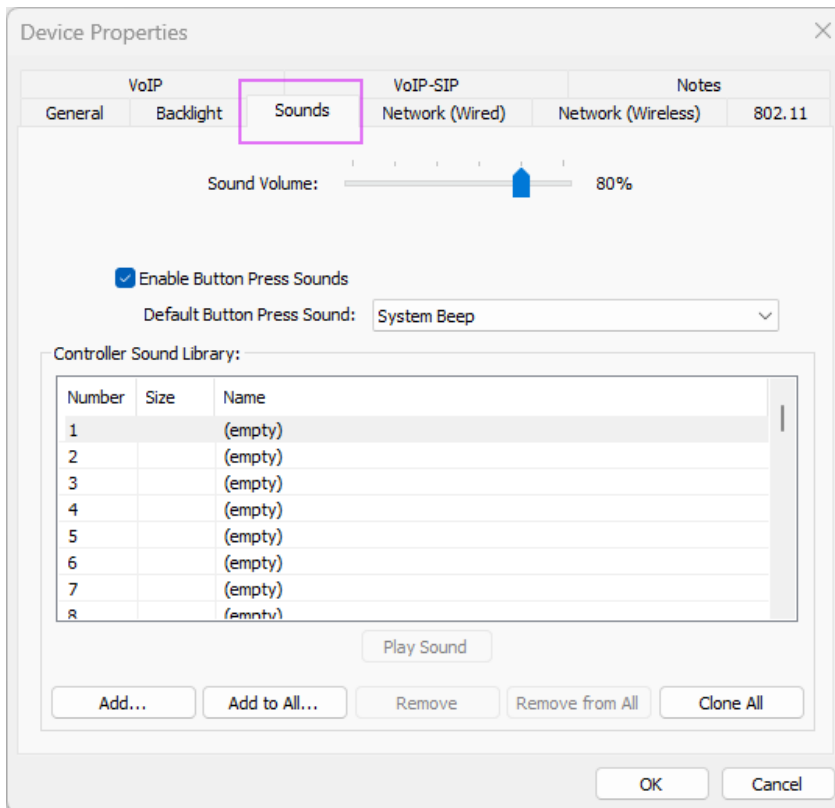 Device Properties
VoIP VoIP-SIP Notes
General Backlight Sounds Network (Wired) Network (Wireless) 802.11
Sound Volume: 80%
Enable Button Press Sounds
Default Button Press Sound: System Beep
Controller Sound Library:
Number Size Name
1 (empty)
2 (empty)
3 (empty)
4 (empty)
5 (empty)
6 (empty)
7 (empty)
8 (empty)
Play Sound
Add... Add to All... Remove Remove from All Clone All
OK Cancel